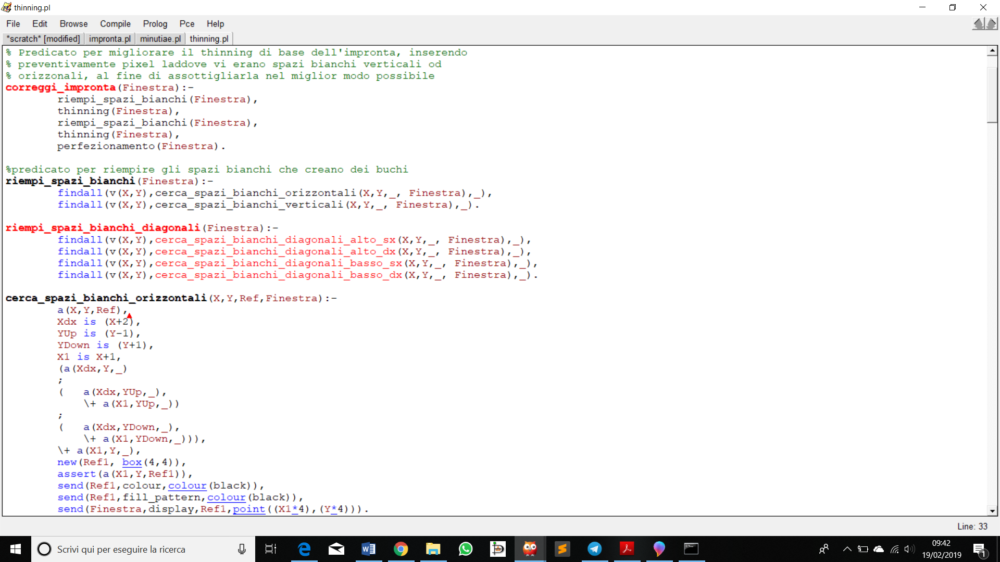 thinning.pl
File Edit Browse Compile Prolog Pce Help
*scratch* [modified] impronta.pl minutiae.pl thinning.pl
% Predicato per migliorare il thinning di base dell'impronta, inserendo
% preventivamente pixel laddove vi erano spazi bianchi verticali od
% orizzonali, al fine di assottigliarla nel miglior modo possibile
correggi_impronta(Finestra):-
riempi_spazi_bianchi(Finestra),
thinning(Finestra),
riempi_spazi_bianchi(Finestra),
thinning(Finestra),
perfezionamento(Finestra).
%predicato per riempire gli spazi bianchi che creano dei buchi
riempi_spazi_bianchi(Finestra):-
findall(v(X,Y),cerca_spazi_bianchi_orizzontali(X,Y,_, Finestra),_),
findall(v(X,Y),cerca_spazi_bianchi_verticali(X,Y,_, Finestra),_).
riempi_spazi_bianchi_diagonali(Finestra):-
findall(v(X,Y),cerca_spazi_bianchi_diagonali_alto_sx(X,Y,_, Finestra),_),
findall(v(X,Y),cerca_spazi_bianchi_diagonali_alto_dx(X,Y,_, Finestra),_),
findall(v(X,Y),cerca_spazi_bianchi_diagonali_basso_sx(X,Y,_, Finestra),_),
findall(v(X,Y),cerca_spazi_bianchi_diagonali_basso_dx(X,Y,_, Finestra),_).
cerca_spazi_bianchi_orizzontali(X,Y,Ref,Finestra):-
a(X,Y,Ref),
Xdx is (X+2),
YUp is (Y-1),
YDown is (Y+1),
X1 is X+1,
(a(Xdx,Y,_)
;
( a(Xdx,YUp,_),
\+ a(X1,YUp,_))
;
( a(Xdx,YDown,_),
\+ a(X1,YDown,_))),
\+ a(X1,Y,_),
new(Ref1, box(4,4)),
assert(a(X1,Y,Ref1)),
send(Ref1,colour,colour(black)),
send(Ref1,fill_pattern,colour(black)),
send(Finestra,display,Ref1,point((X1*4),(Y*4))).
Line: 33
Scrivi qui per eseguire la ricerca
09:42
19/02/2019
1